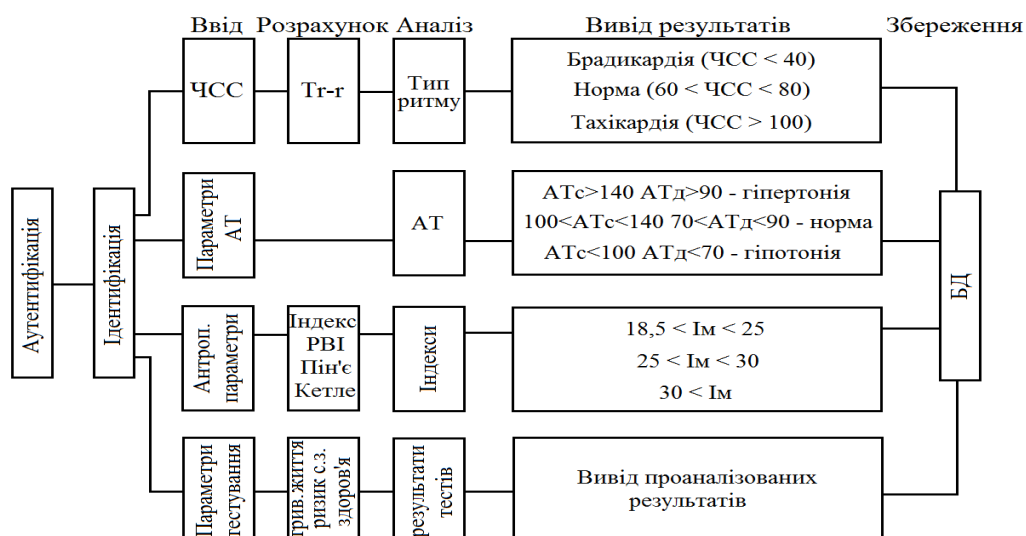 Ввід Розрахунок Аналіз Вивід результатів Збереження
Аутентифікація
Ідентифікація
ЧСС
Tr-r
Тип
ритму
Брадикардія (ЧСС < 40)
Норма (60 < ЧСС < 80)
Тахікардія (ЧСС > 100)
Параметри
АТ
АТ
АТс>140 АТд>90 - гіпертонія
100<АТс<140 70<АТд<90 - норма
АТс<100 АТд<70 - гіпотонія
Антроп.
параметри
Індекс
РВІ
Пін'є
Кетле
Індекси
18,5 < Ім < 25
25 < Ім < 30
30 < Ім
Параметри
тестування
трив.життя
ризик с.з.
здоров'я
результати
тестів
Вивід проаналізованих
результатів
БД